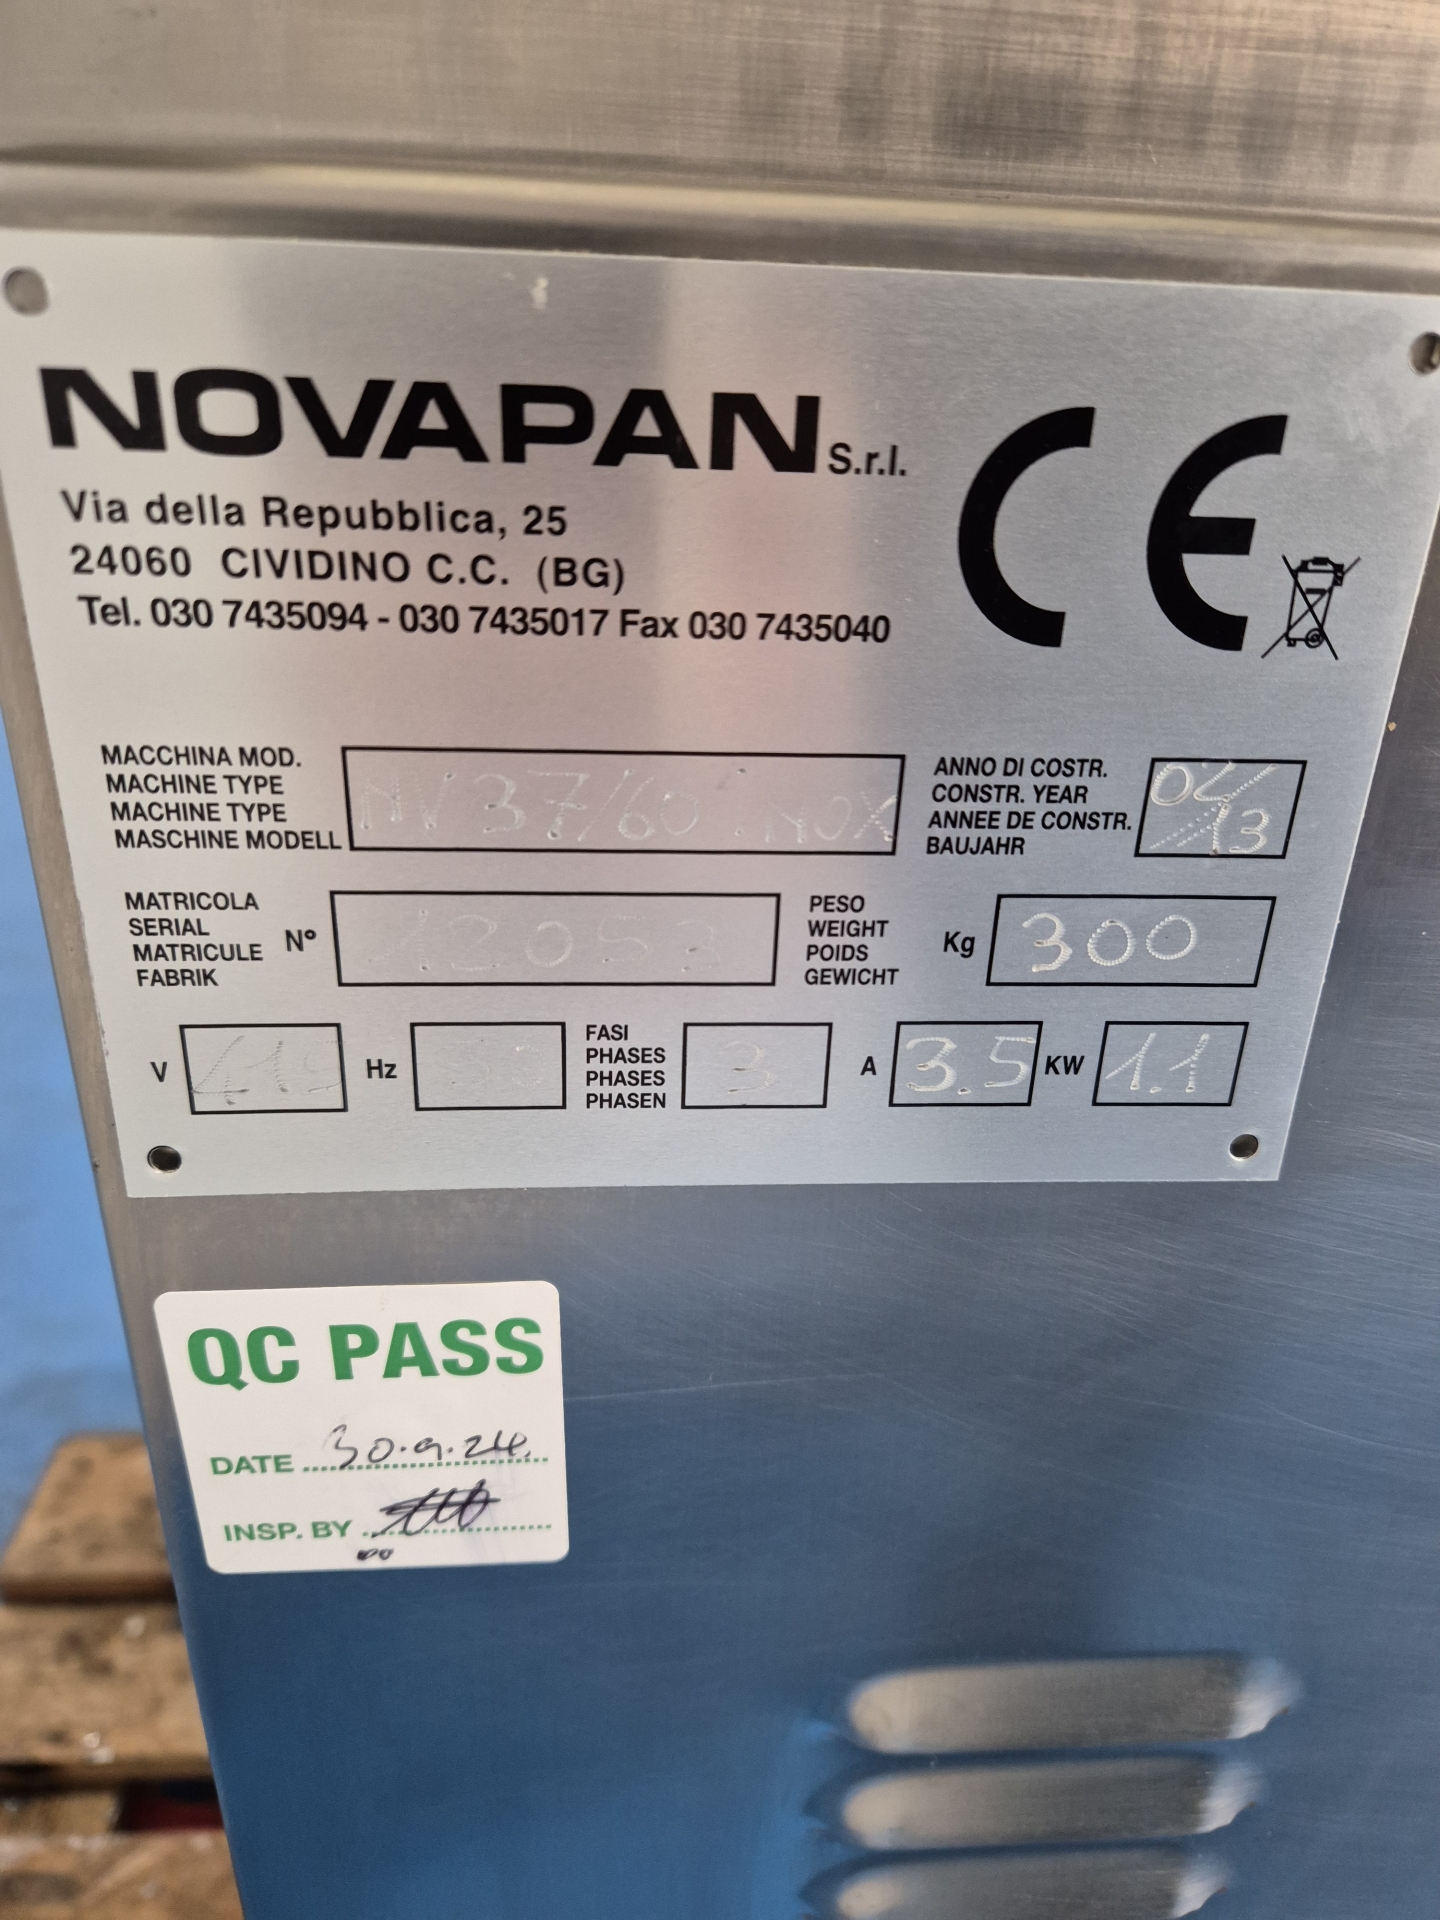 NOVAPAN S.r.l.
CE
Via della Repubblica, 25
24060 CIVIDINO C.C. (BG)
Tel. 030 7435094 - 030 7435017 Fax 030 7435040
MACCHINA MOD.
MACHINE TYPE
MACHINE TYPE
MASCHINE MODELL
37/60
ANNO DI COSTR.
CONSTR. YEAR
ANNEE DE CONSTR.
BAUJAHR
02/13
MATRICOLA
SERIAL
MATRICULE
FABRIK
N°
PESO
WEIGHT
POIDS
GEWICHT
Kg 300
V 415
Hz
FASI
PHASES
PHASES
PHASEN
3
A 3.5
KW 1.1
QC PASS
DATE 30.9.24.
INSP. BY